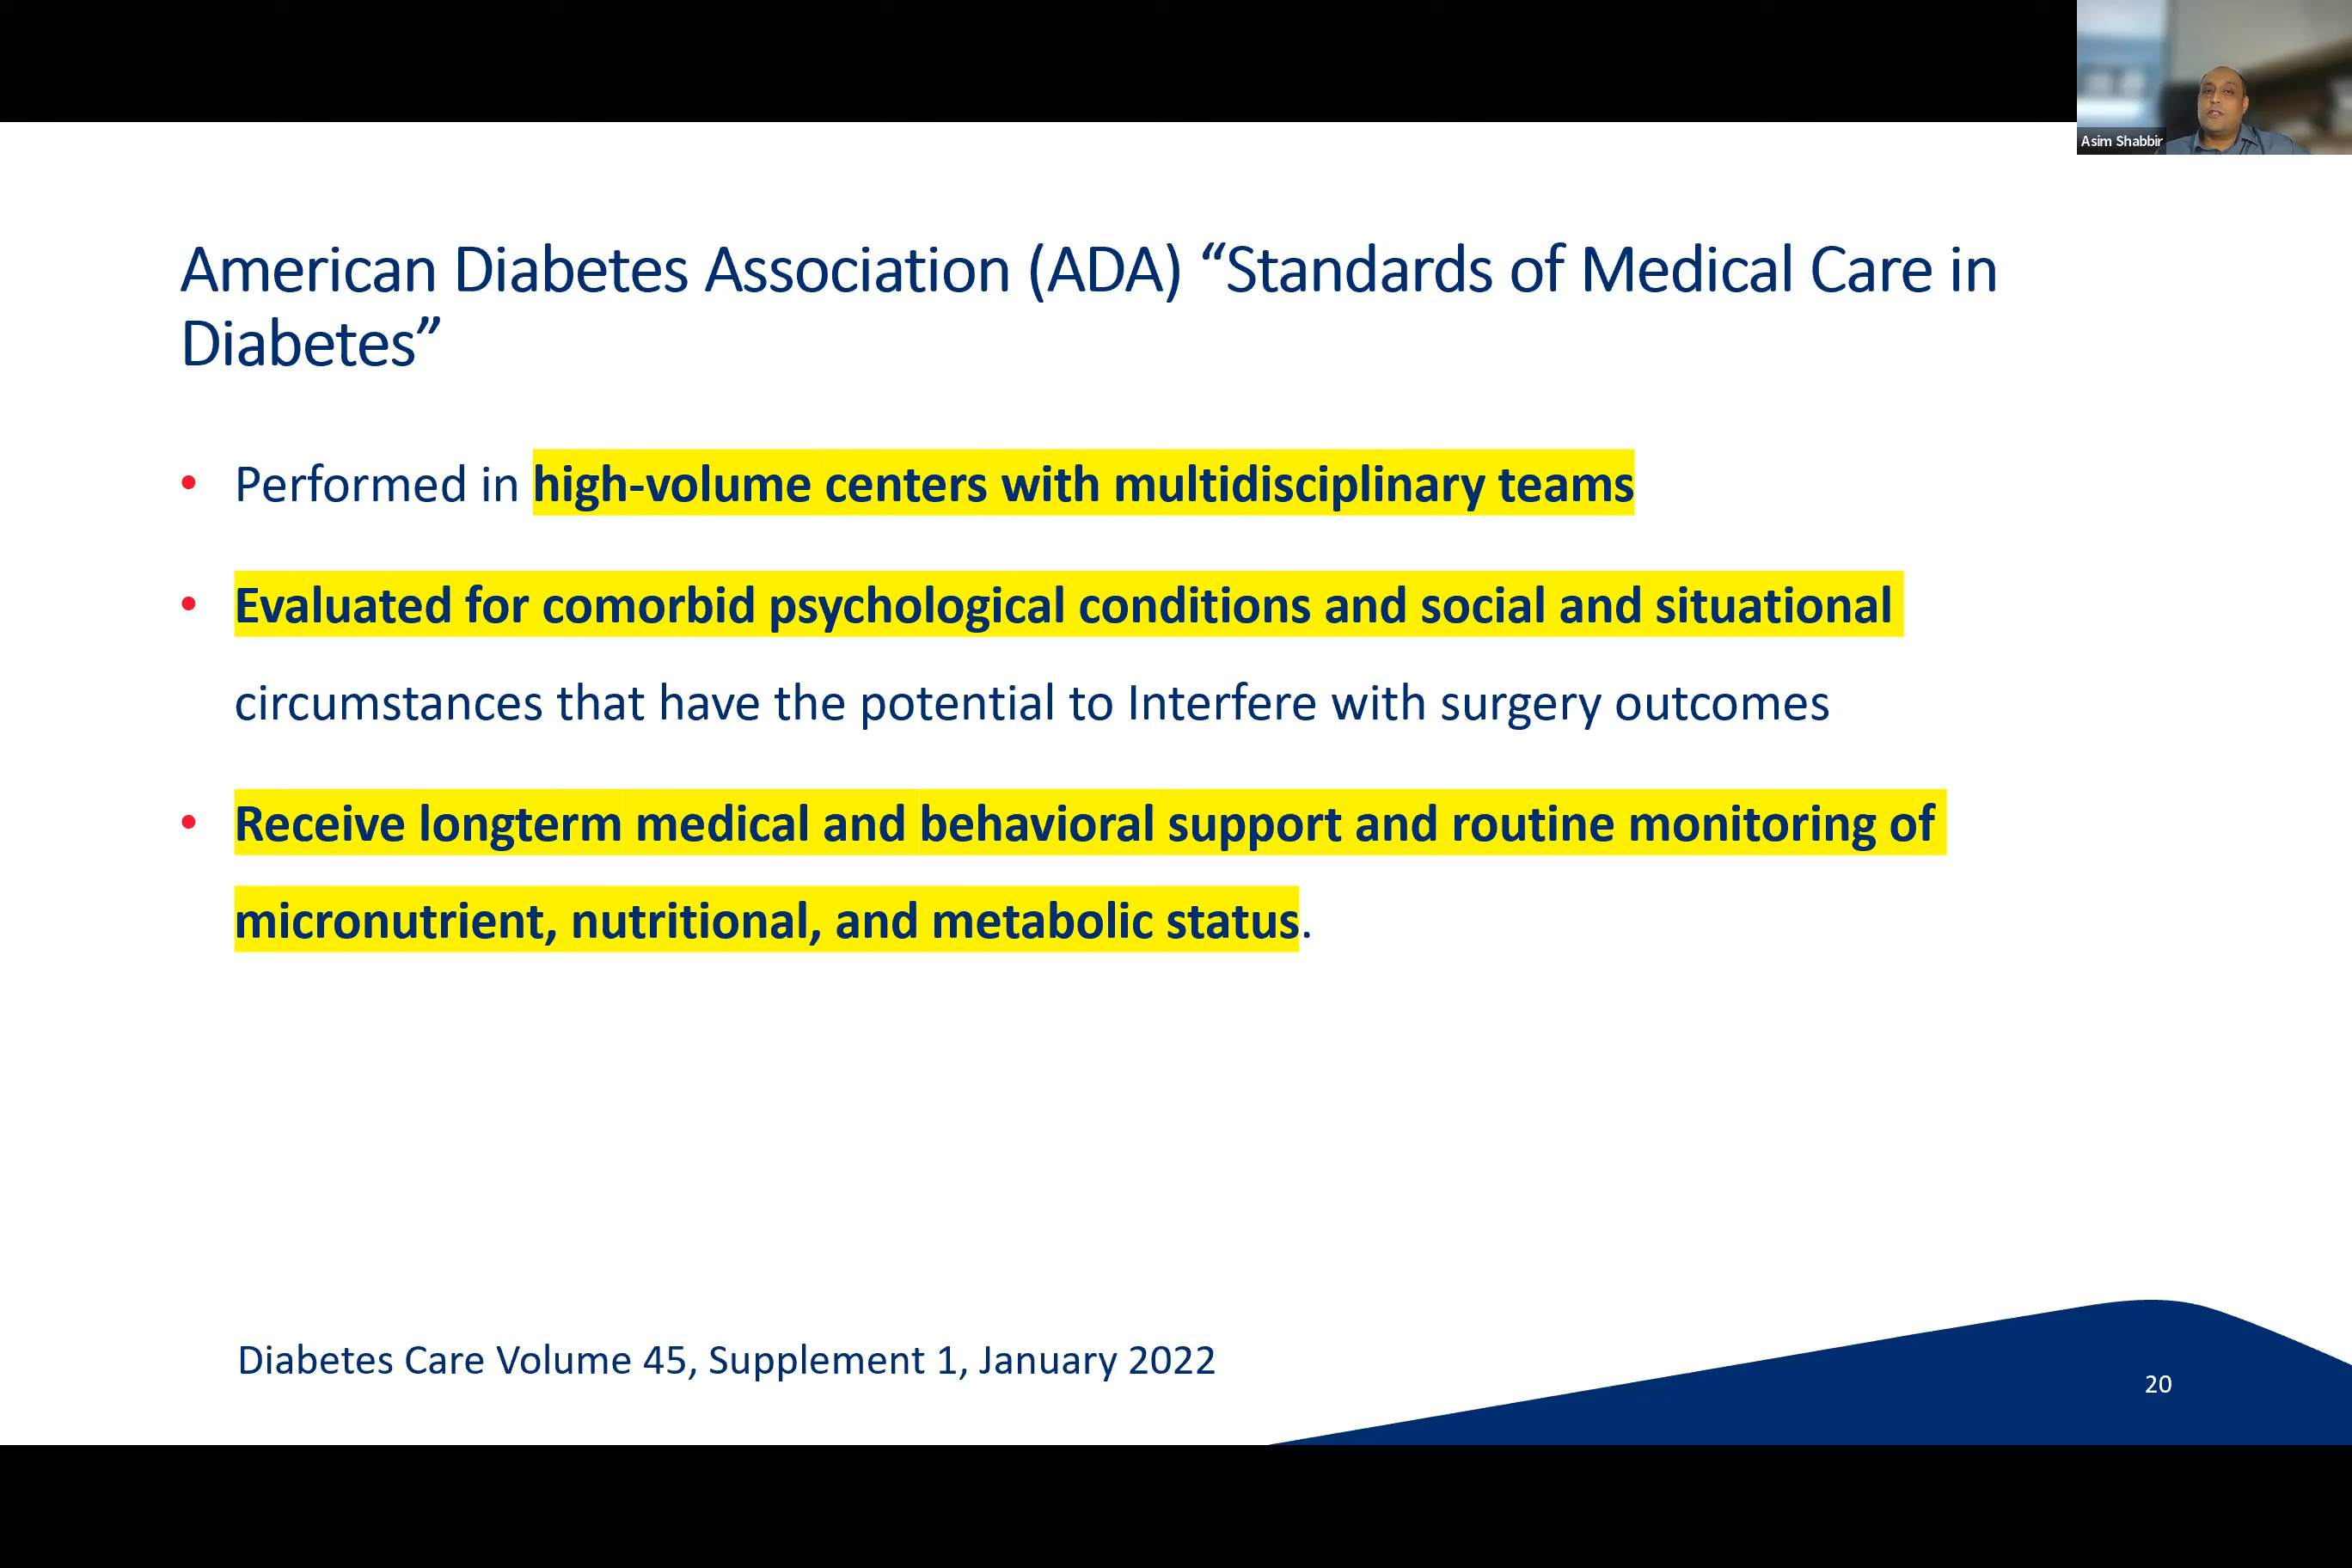 Asim Shabbir
American Diabetes Association (ADA) “Standards of Medical Care in
Diabetes”
• Performed in high-volume centers with multidisciplinary teams
• Evaluated for comorbid psychological conditions and social and situational
circumstances that have the potential to Interfere with surgery outcomes
• Receive longterm medical and behavioral support and routine monitoring of
micronutrient, nutritional, and metabolic status.
Diabetes Care Volume 45, Supplement 1, January 2022
20